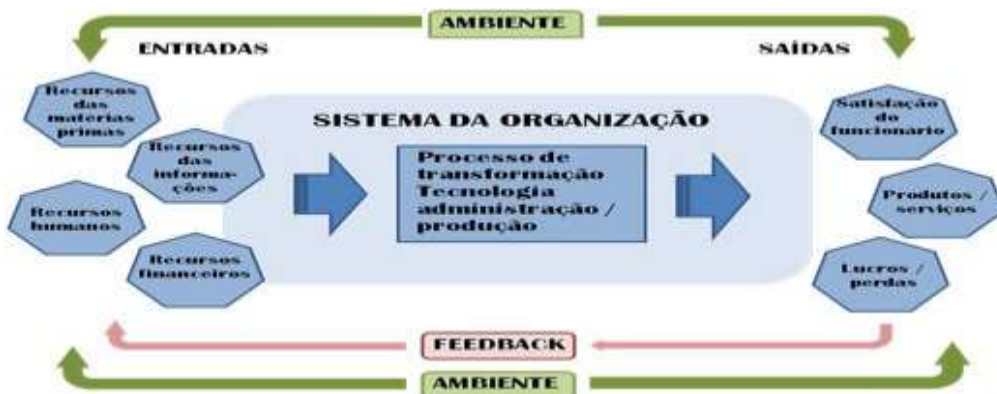 AMBIENTE
ENTRADAS
SAÍDAS
Recursos
das
matérias
primas
Recursos
das
informa-
ções
Recursos
humanos
Recursos
financeiros
SISTEMA DA ORGANIZAÇÃO
Processo de
transformação
Tecnologia
administração /
produção
Satisfação
do
funcionario
Produtos /
serviços
Lucros /
perdas
FEEDBACK
AMBIENTE